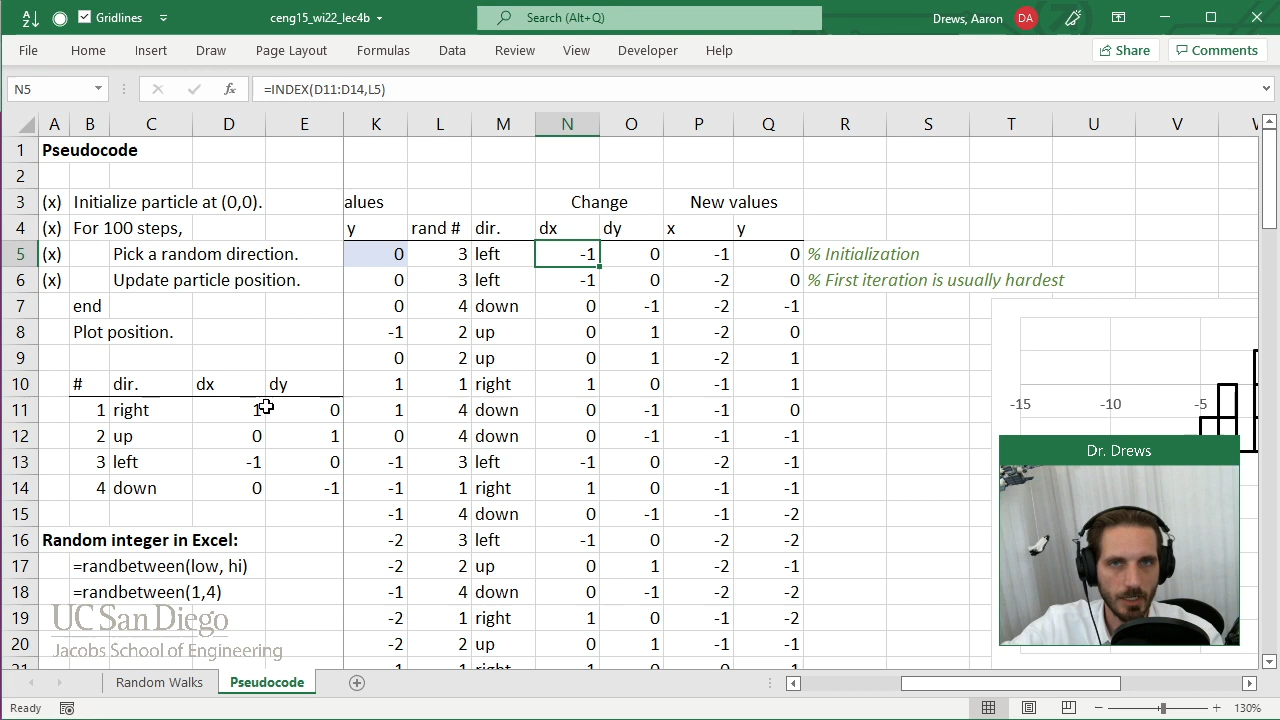 Gridlines ceng15_wi22_lec4b Search (Alt+Q) Drews, Aaron DA
File Home Insert Draw Page Layout Formulas Data Review View Developer Help Share Comments
N5 fx =INDEX(D11:D14,L5)
A B C D E K L M N O P Q R S T U V
1 Pseudocode
2
3 (x) Initialize particle at (0,0). alues Change New values
4 (x) For 100 steps, y rand # dir. dx dy x y
5 (x) Pick a random direction. 0 3 left -1 0 -1 0 % Initialization
6 (x) Update particle position. 0 3 left -1 0 -2 0 % First iteration is usually hardest
7 end 0 4 down 0 -1 -2 -1
8 Plot position. -1 2 up 0 1 -2 0
9 0 2 up 0 1 -2 1
10 # dir. dx dy 1 1 right 1 0 -1 1
11 1 right 1 0 1 4 down 0 -1 -1 0
12 2 up 0 1 0 4 down 0 -1 -1 -1
13 3 left -1 0 -1 3 left -1 0 -2 -1
14 4 down 0 -1 -1 1 right 1 0 -1 -1
15 -1 4 down 0 -1 -1 -2
16 Random integer in Excel: -2 3 left -1 0 -2 -2
17 =randbetween(low, hi) -2 2 up 0 1 -2 -1
18 =randbetween(1,4) -1 4 down 0 -1 -2 -2
19 -2 1 right 1 0 -1 -2
20 -2 2 up 0 1 -1 -1
-15 -10 -5
Dr. Drews
UC San Diego
Jacobs School of Engineering
Random Walks Pseudocode
Ready 130%